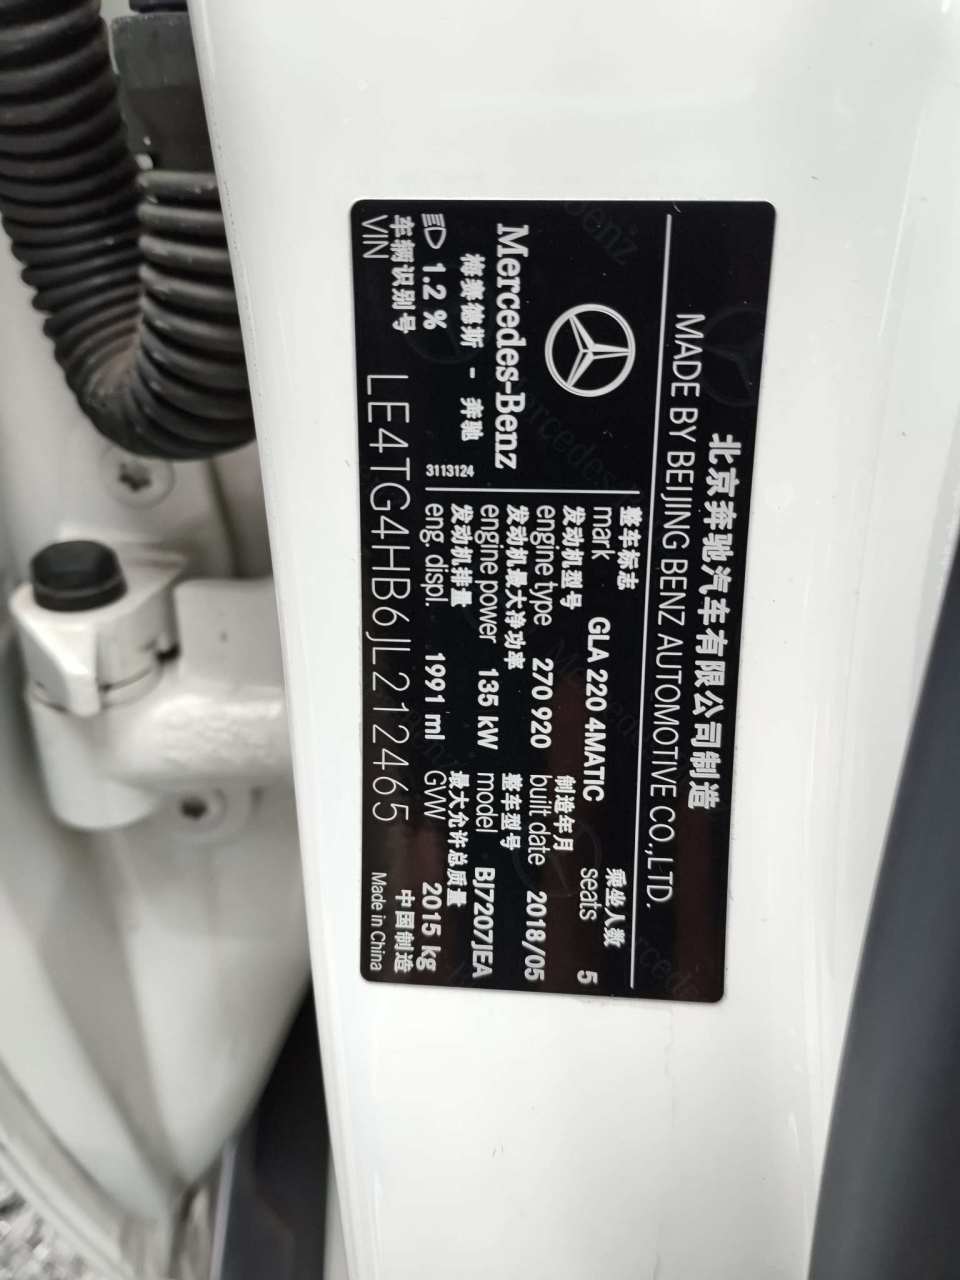 北京奔驰汽车有限公司制造
MADE BY BEIJING BENZ AUTOMOTIVE CO.,LTD.
Mercedes-Benz
梅赛德斯 - 奔驰
1.2 %
3113124
整车标志
mark GLA 220 4MATIC
乘坐人数
seats 5
发动机型号
engine type 270 920
制造年月
built date 2018/05
发动机最大净功率
engine power 135 kW
整车型号
model BJ7207JEA
发动机排量
eng. displ. 1991 ml
最大允许总质量
GVW 2015 kg
车辆识别号
VIN LE4TG4HB6JL212465
中国制造
Made in China